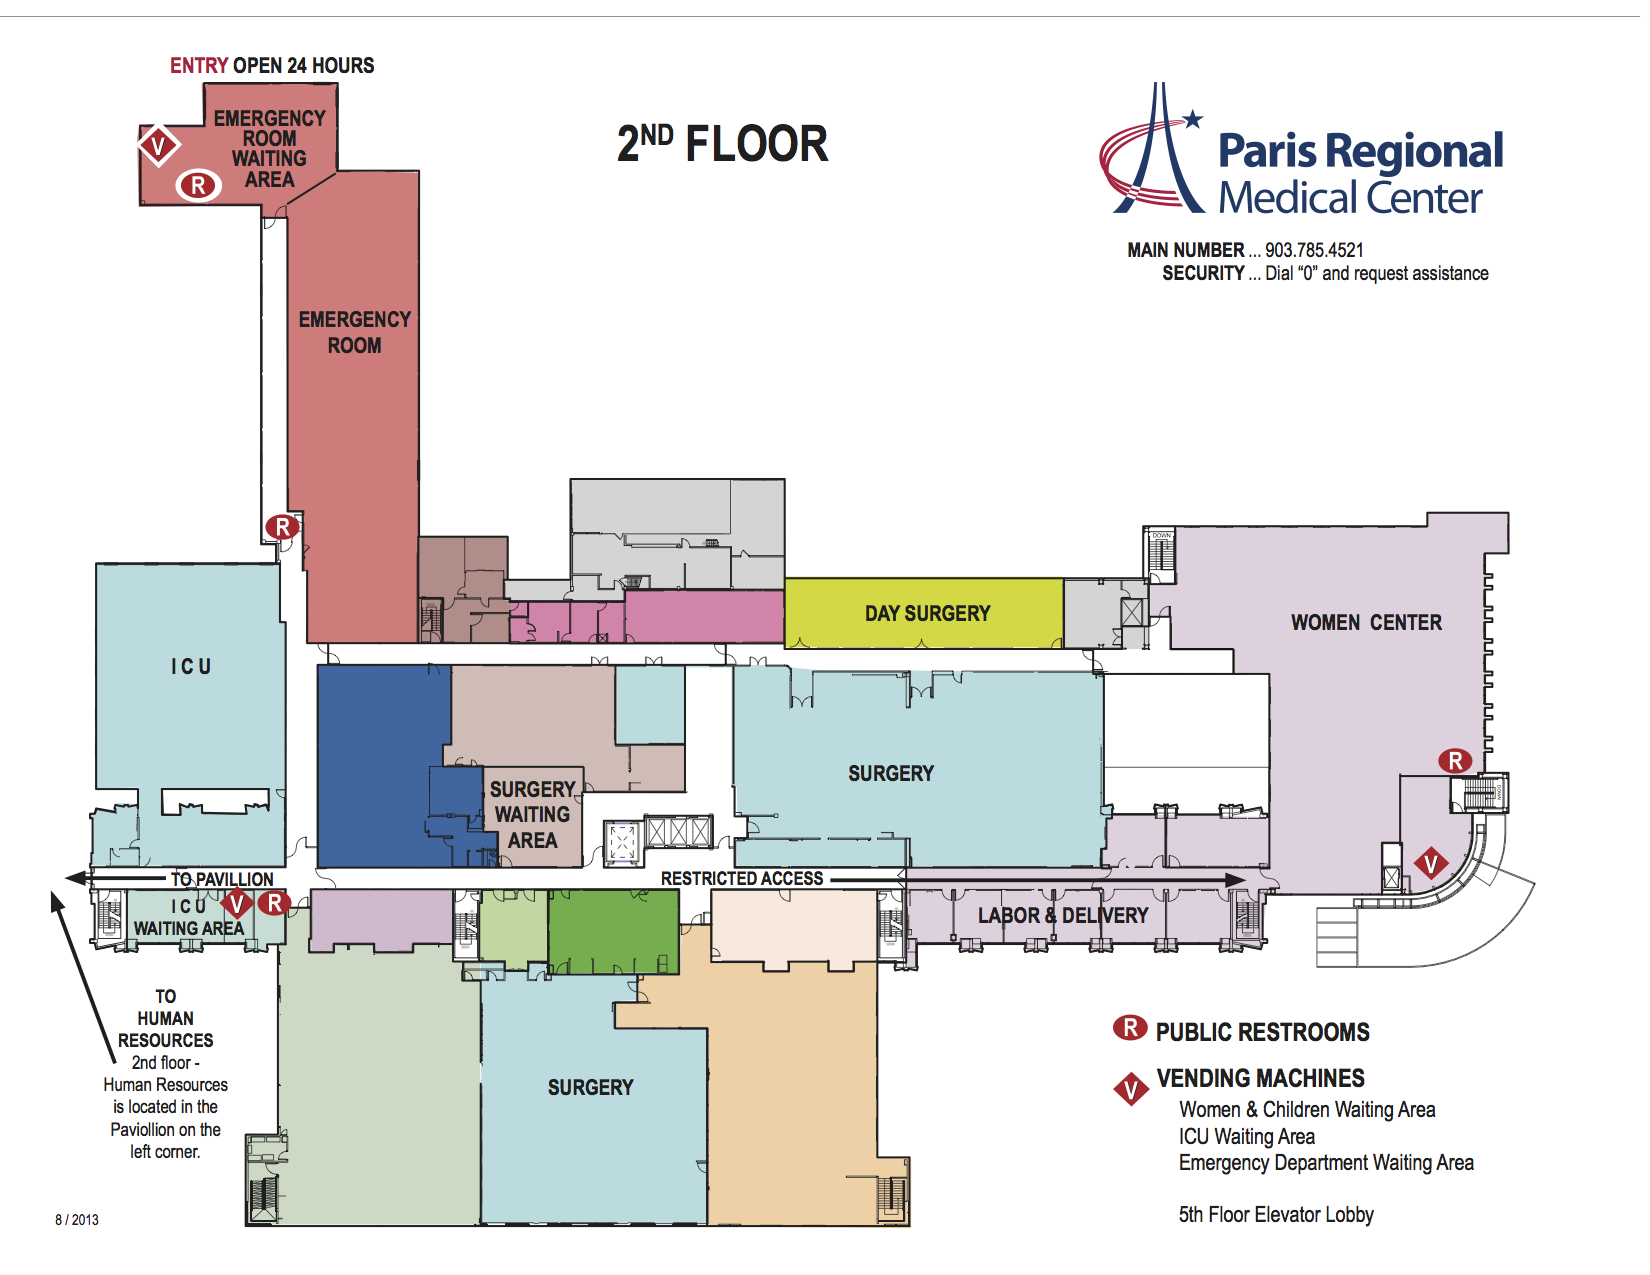 ENTRY OPEN 24 HOURS
EMERGENCY
ROOM
WAITING
AREA
V
R
2ND FLOOR
Paris Regional
Medical Center
MAIN NUMBER ... 903.785.4521
SECURITY ... Dial “0” and request assistance
EMERGENCY
ROOM
R
DOWN
DAY SURGERY
WOMEN CENTER
I C U
SURGERY
WAITING
AREA
SURGERY
R
DOWN
V
TO PAVILLION
RESTRICTED ACCESS
I C U
WAITING AREA
V
R
LABOR & DELIVERY
TO
HUMAN
RESOURCES
2nd floor -
Human Resources
is located in the
Paviollion on the
left corner.
SURGERY
R PUBLIC RESTROOMS
V VENDING MACHINES
Women & Children Waiting Area
ICU Waiting Area
Emergency Department Waiting Area
5th Floor Elevator Lobby
8 / 2013